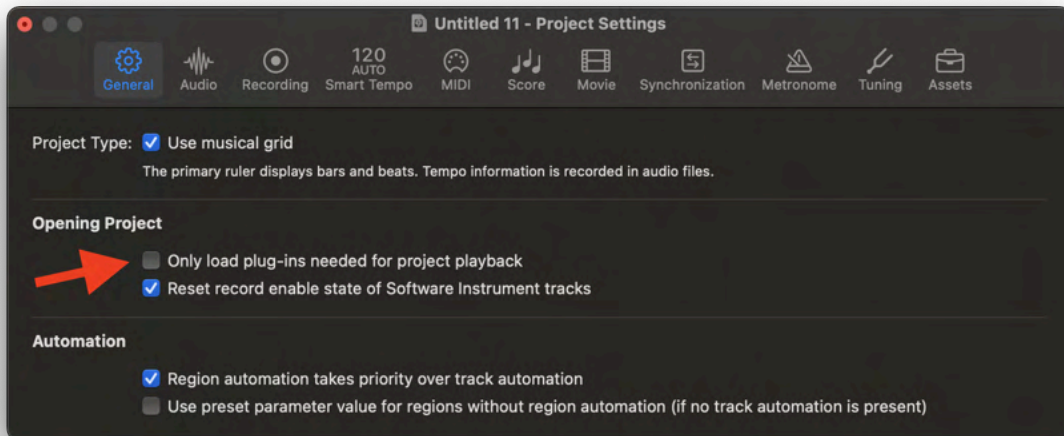 Untitled 11 - Project Settings
120
AUTO
General Audio Recording Smart Tempo MIDI Score Movie Synchronization Metronome Tuning Assets
Project Type: Use musical grid
The primary ruler displays bars and beats. Tempo information is recorded in audio files.
Opening Project
Only load plug-ins needed for project playback
Reset record enable state of Software Instrument tracks
Automation
Region automation takes priority over track automation
Use preset parameter value for regions without region automation (if no track automation is present)